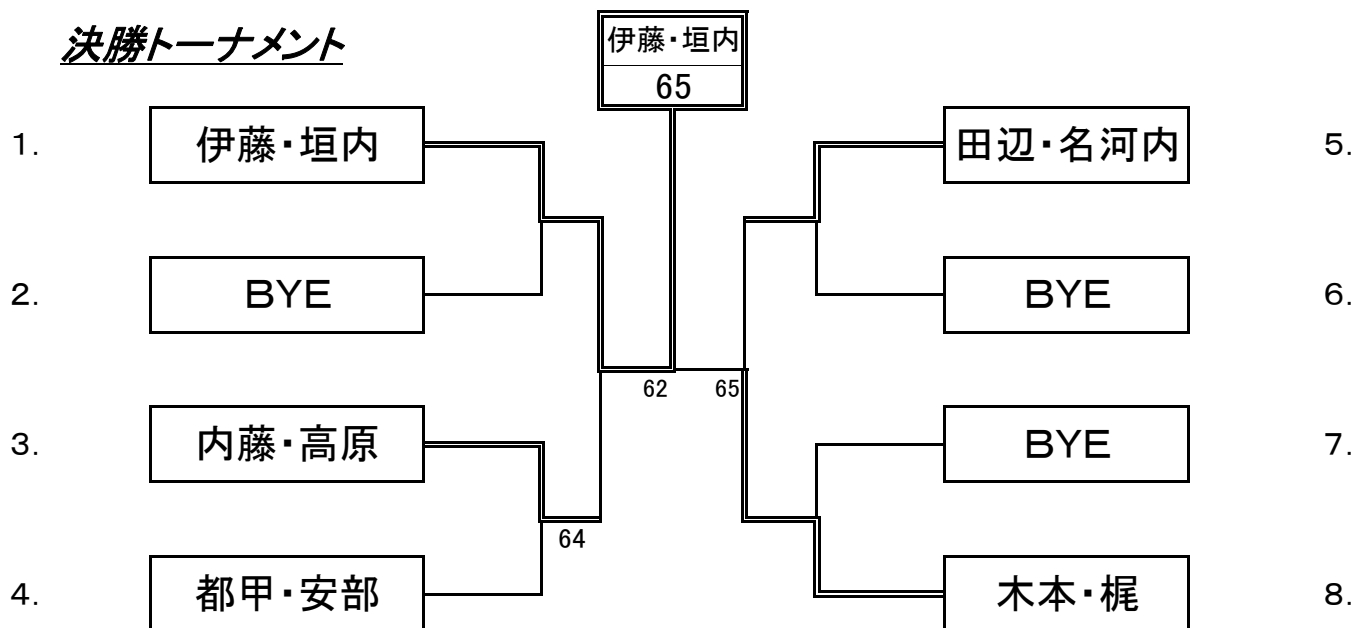 決勝トーナメント
伊藤・垣内
65
1. 伊藤・垣内 田辺・名河内 5.
2. BYE BYE 6.
62 65
3. 内藤・高原 BYE 7.
64
4. 都甲・安部 木本・梶 8.